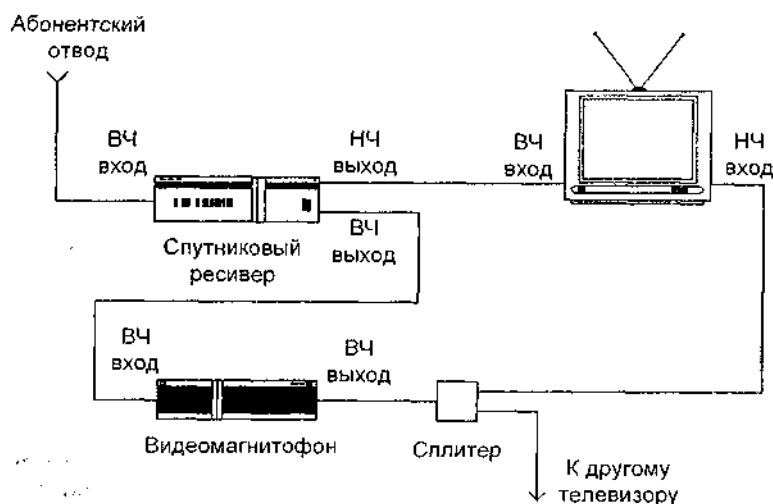 Абонентский
отвод
ВЧ
вход
НЧ
выход
ВЧ
вход
НЧ
вход
Спутниковый
ресивер
ВЧ
выход
ВЧ
вход
ВЧ
выход
Видеомагнитофон
Сплитер
К другому
телевизору